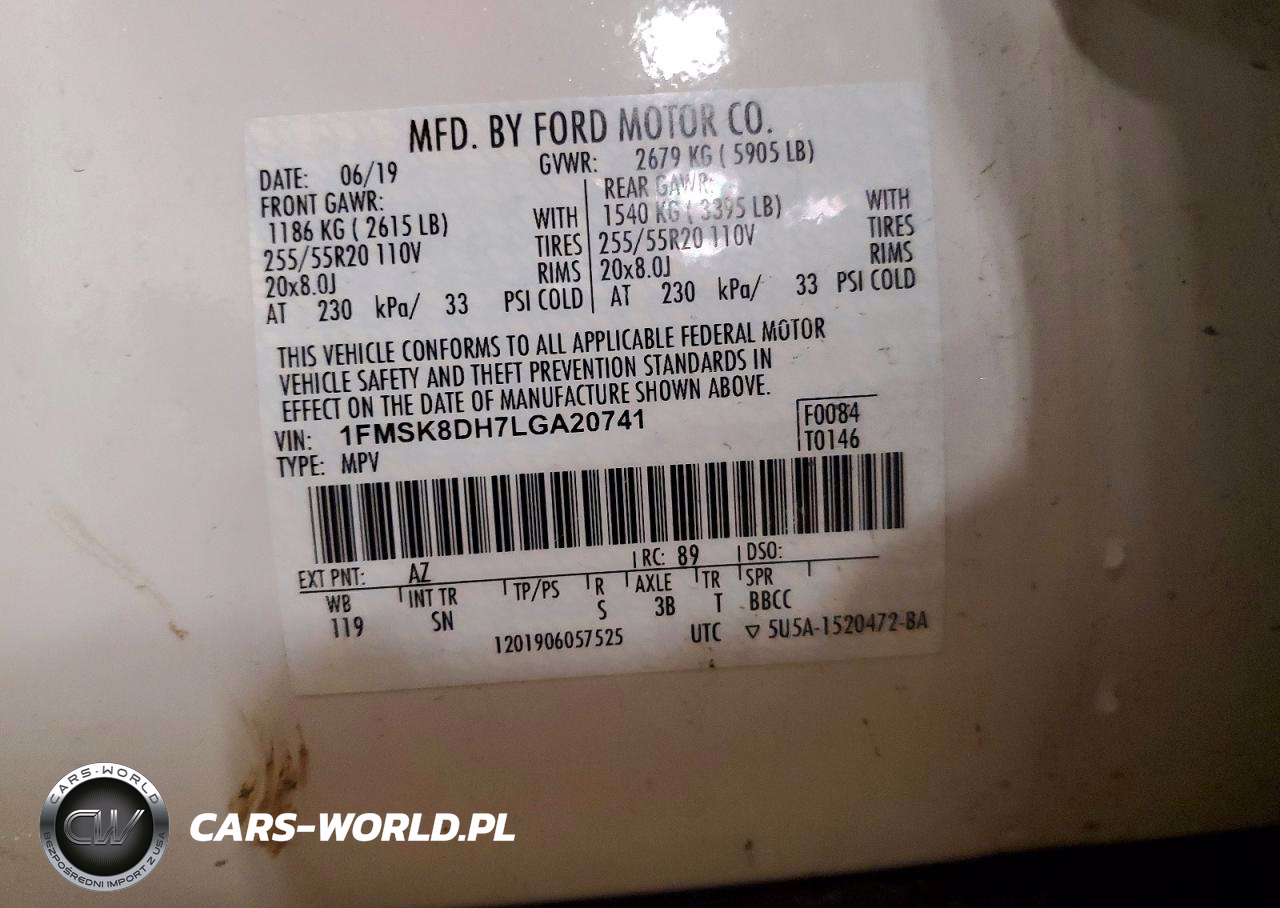 MFD. BY FORD MOTOR CO.
DATE: 06/19 GVWR: 2679 KG ( 5905 LB)
FRONT GAWR: REAR GAWR:
1186 KG ( 2615 LB) WITH 1540 KG ( 3395 LB) WITH
255/55R20 110V TIRES 255/55R20 110V TIRES
20x8.0J RIMS 20x8.0J RIMS
AT 230 kPa/ 33 PSI COLD AT 230 kPa/ 33 PSI COLD
THIS VEHICLE CONFORMS TO ALL APPLICABLE FEDERAL MOTOR
VEHICLE SAFETY AND THEFT PREVENTION STANDARDS IN
EFFECT ON THE DATE OF MANUFACTURE SHOWN ABOVE.
VIN: 1FMSK8DH7LGA20741 F0084
TYPE: MPV T0146
EXT PNT: AZ RC: 89 DSO:
WB INT TR TP/PS R AXLE TR SPR
119 SN S 3B T BBCC
1201906057525 UTC ▽ 5U5A-1520472-BA
CARS-WORLD
CW
BEZPOŚREDNI IMPORT Z USA
CARS-WORLD.PL